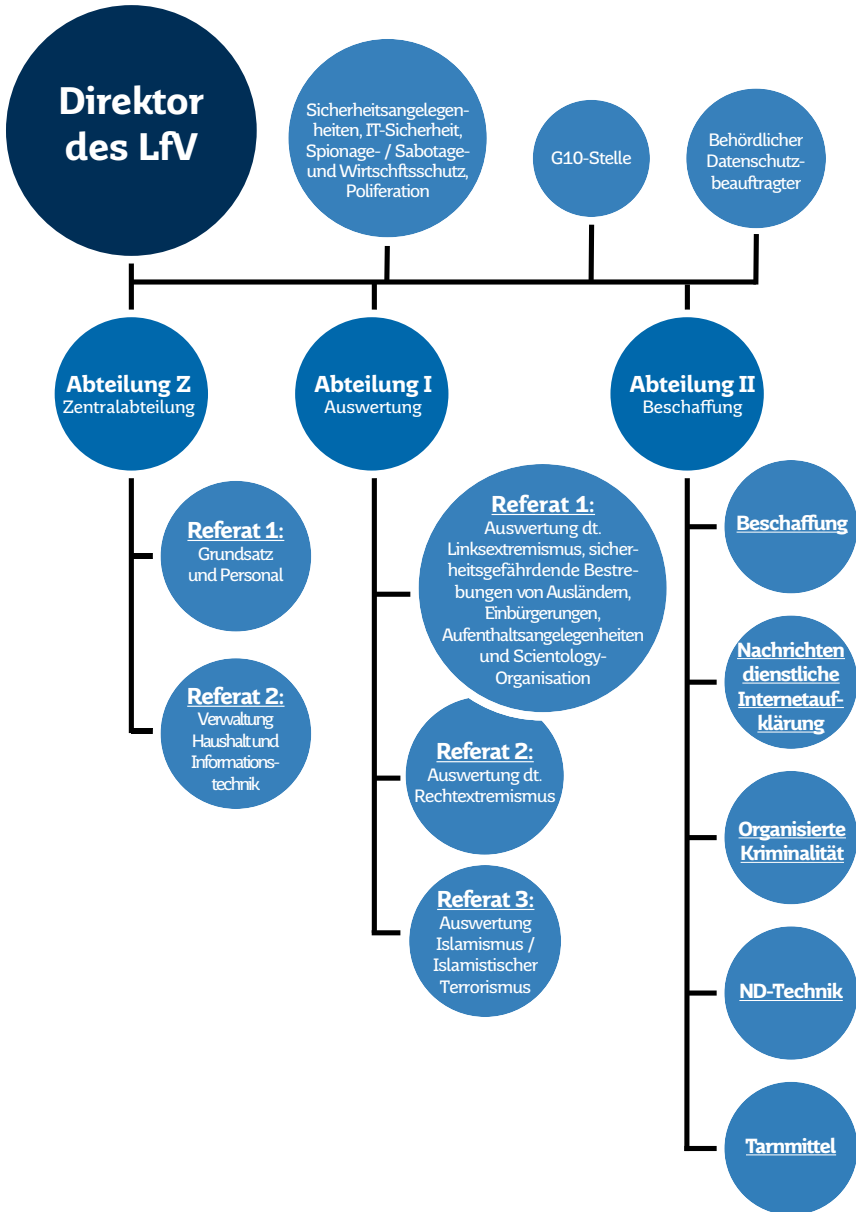 Direktor
des LfV
Sicherheitsangelegen-
heiten, IT-Sicherheit,
Spionage- / Sabotage-
und Wirtschftsschutz,
Poliferation
G10-Stelle
Behördlicher
Datenschutz-
beauftragter
Abteilung Z
Zentralabteilung
Abteilung I
Auswertung
Abteilung II
Beschaffung
Referat 1:
Grundsatz
und Personal
Referat 2:
Verwaltung
Haushalt und
Informations-
technik
Referat 1:
Auswertung dt.
Linksextremismus, sicher-
heitsgefährdende Bestre-
bungen von Ausländern,
Einbürgerungen,
Aufenthaltsangelegenheiten
und Scientology-
Organisation
Referat 2:
Auswertung dt.
Rechtextremismus
Referat 3:
Auswertung
Islamismus /
Islamistischer
Terrorismus
Beschaffung
Nachrichten
dienstliche
Internetauf-
klärung
Organisierte
Kriminalität
ND-Technik
Tarnmittel